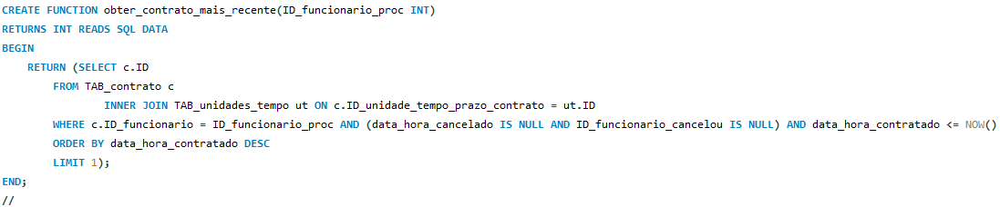 CREATE FUNCTION obter_contrato_mais_recente(ID_funcionario_proc INT)
RETURNS INT READS SQL DATA
BEGIN
    RETURN (SELECT c.ID
        FROM TAB_contrato c
                INNER JOIN TAB_unidades_tempo ut ON c.ID_unidade_tempo_prazo_contrato = ut.ID
        WHERE c.ID_funcionario = ID_funcionario_proc AND (data_hora_cancelado IS NULL AND ID_funcionario_cancelou IS NULL) AND data_hora_contratado <= NOW()
        ORDER BY data_hora_contratado DESC
        LIMIT 1);
END;
//